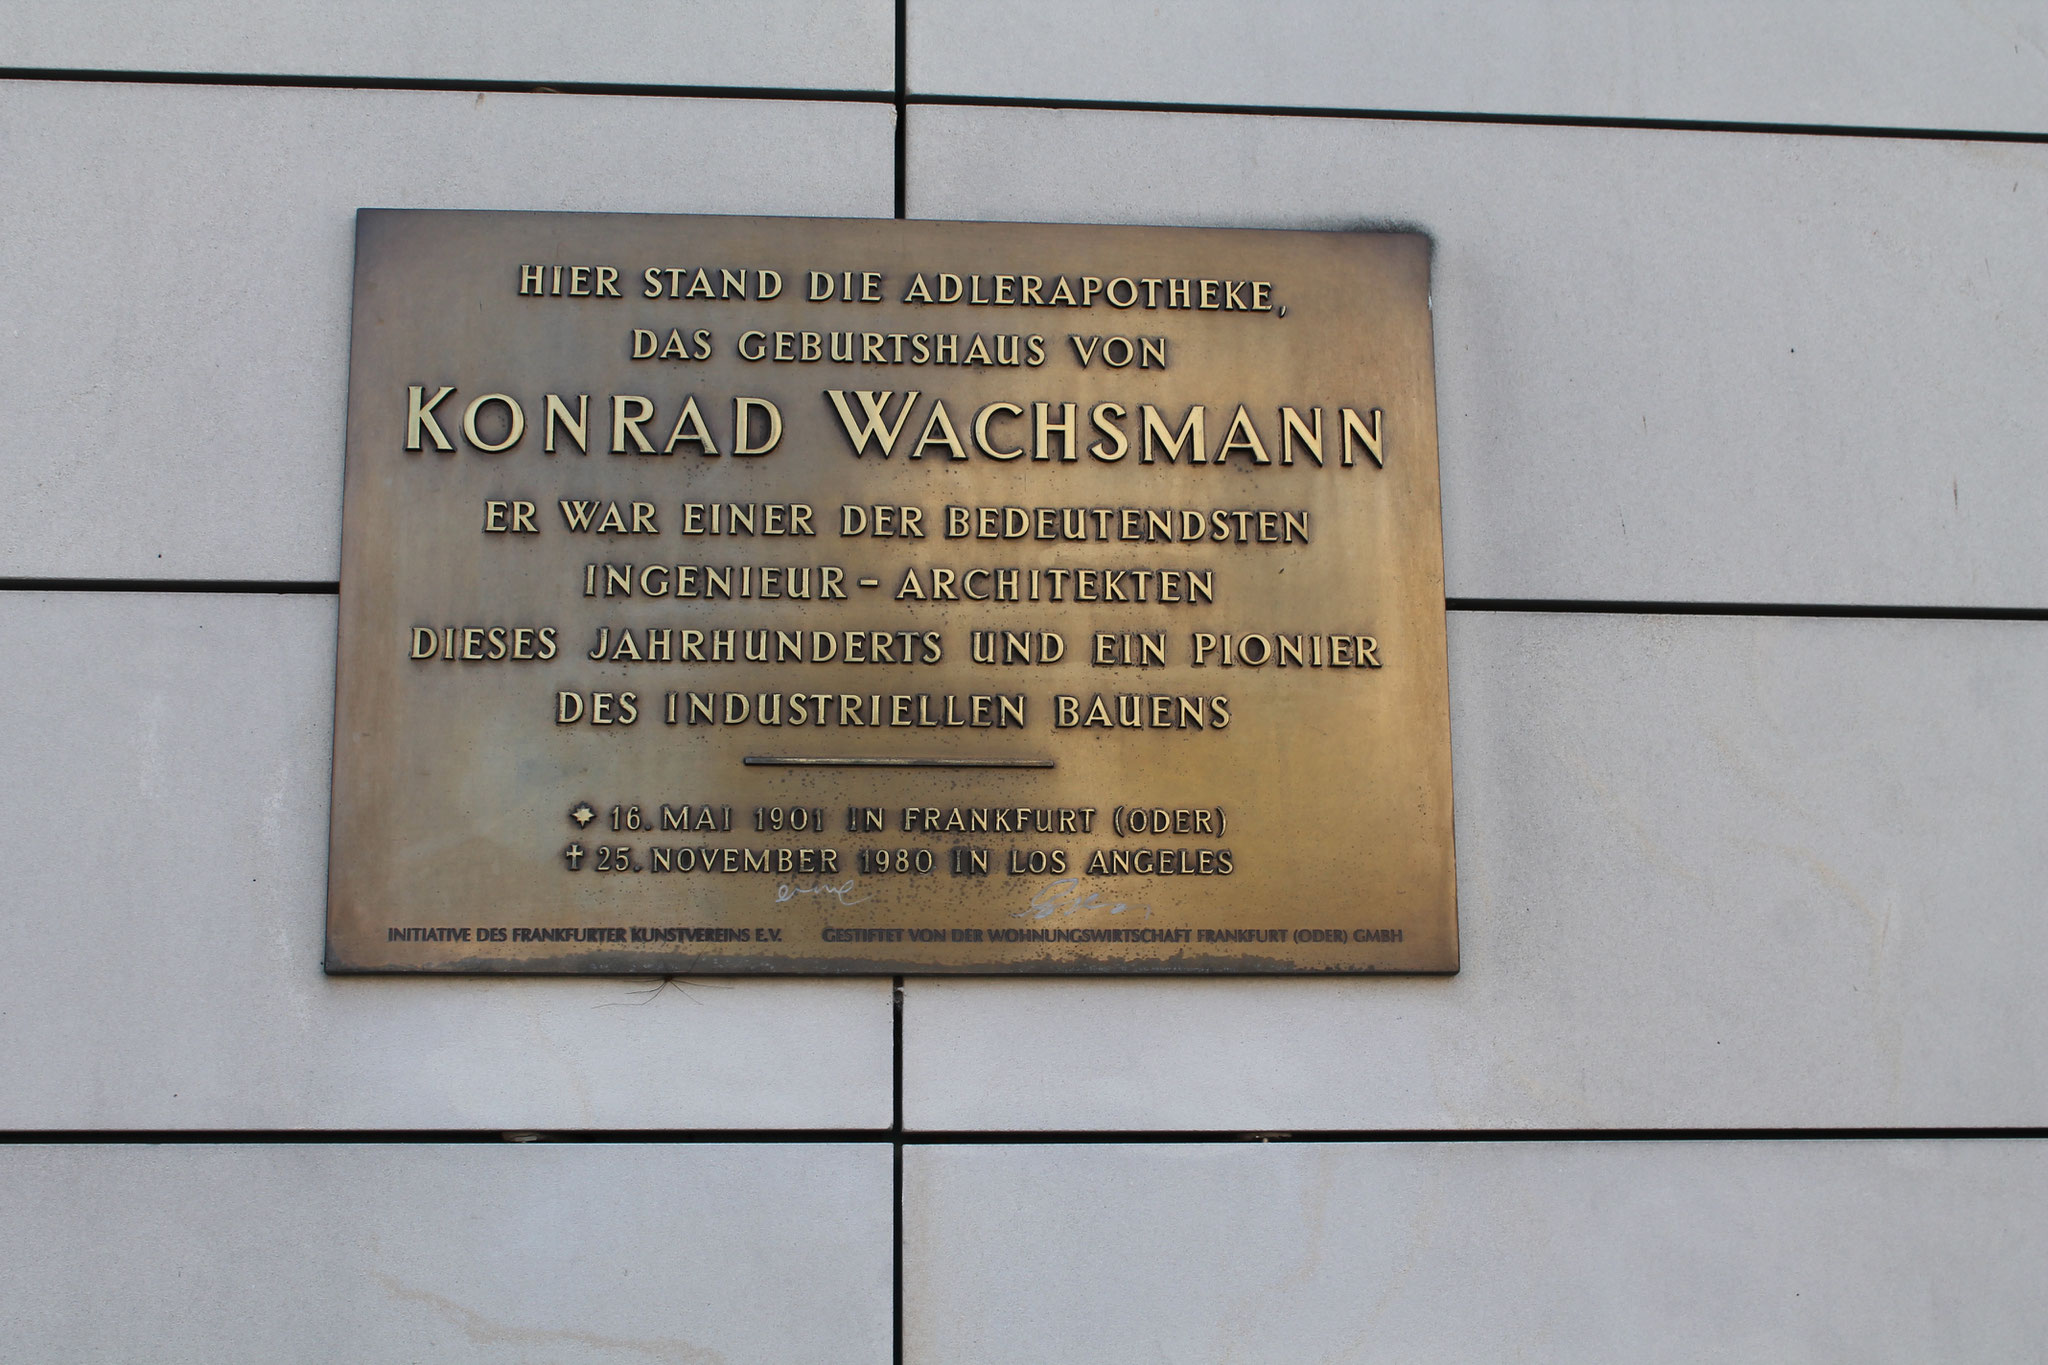 HIER STAND DIE ADLERAPOTHEKE,
DAS GEBURTSHAUS VON
KONRAD WACHSMANN
ER WAR EINER DER BEDEUTENDSTEN
INGENIEUR - ARCHITEKTEN
DIESES JAHRHUNDERTS UND EIN PIONIER
DES INDUSTRIELLEN BAUENS
16. MAI 1901 IN FRANKFURT (ODER)
✝ 25. NOVEMBER 1980 IN LOS ANGELES
INITIATIVE DES FRANKFURTER KUNSTVEREINS E.V. GESTIFTET VON DER WOHNUNGSWIRTSCHAFT FRANKFURT (ODER) GMBH